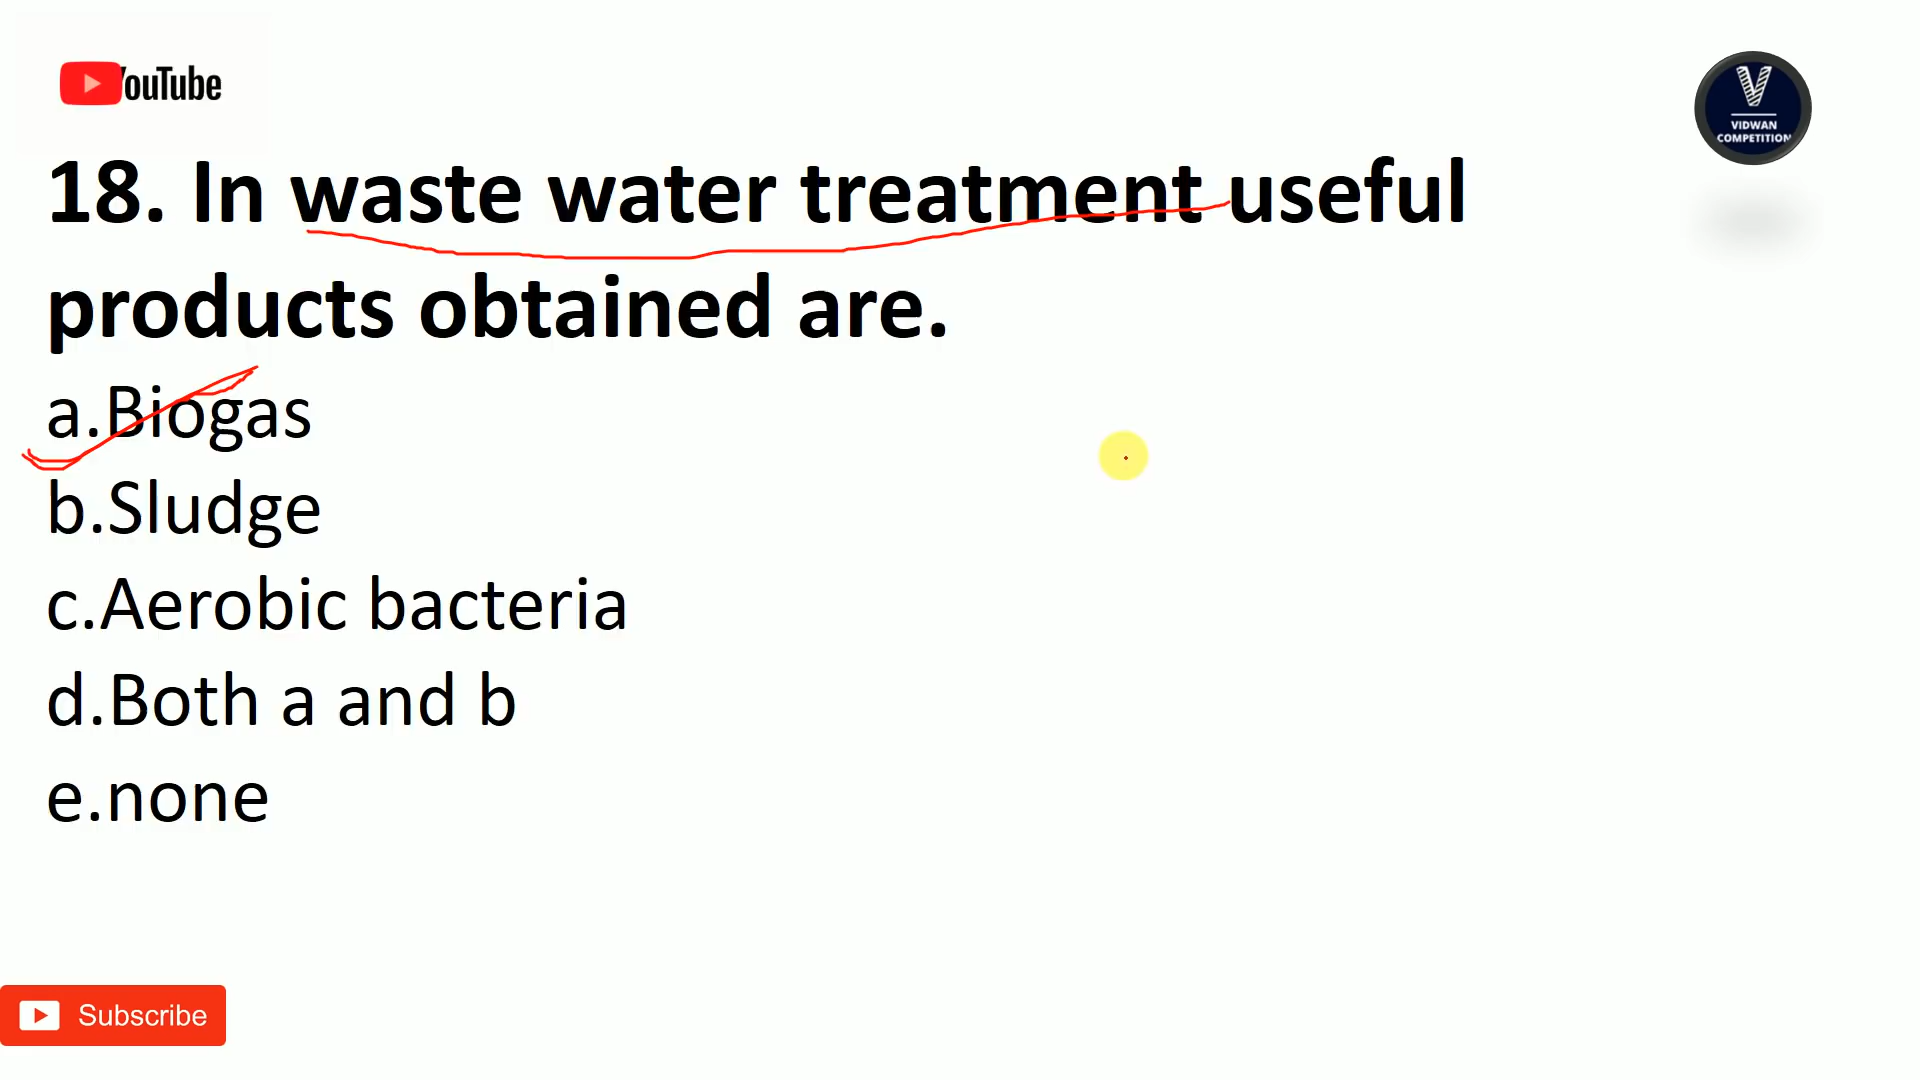 YouTube
V
VIDWAN
COMPETITION
18. In waste water treatment useful
products obtained are.
a.Biogas
b.Sludge
c.Aerobic bacteria
d.Both a and b
e.none
Subscribe